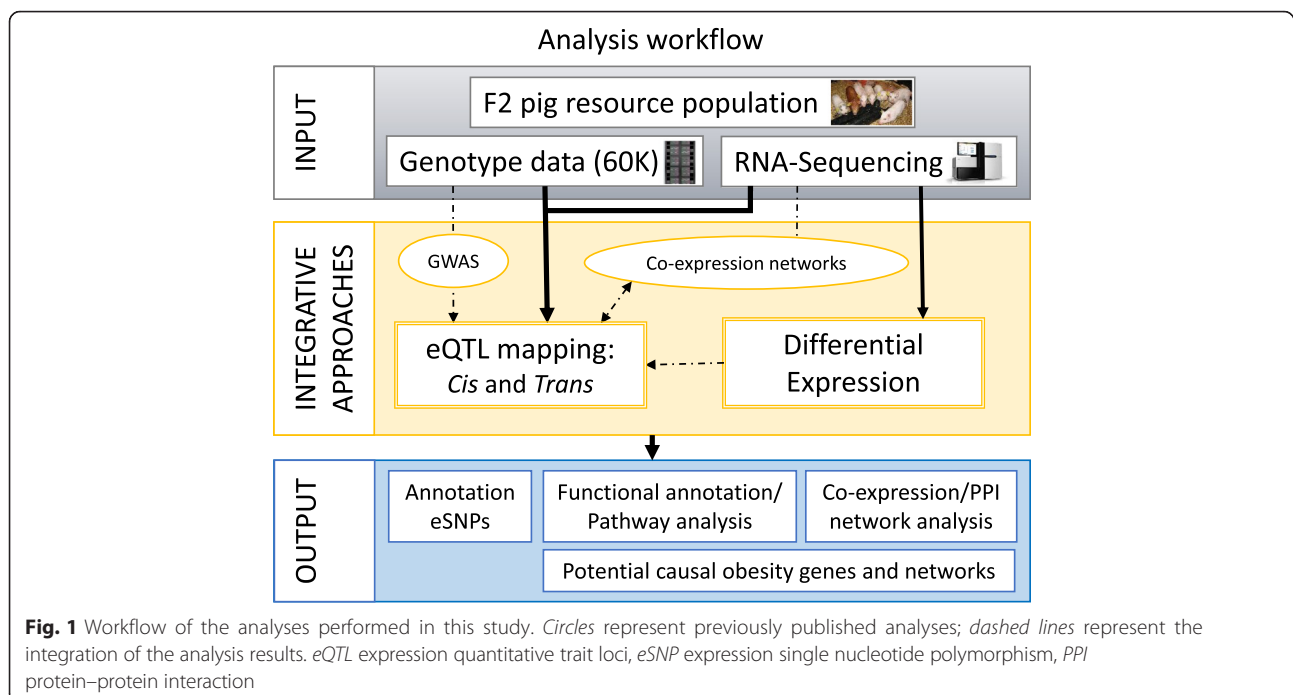 Analysis workflow
INPUT
F2 pig resource population
Genotype data (60K)
RNA-Sequencing
INTEGRATIVE
APPROACHES
GWAS
Co-expression networks
eQTL mapping:
Cis and Trans
Differential
Expression
OUTPUT
Annotation
eSNPs
Functional annotation/
Pathway analysis
Co-expression/PPI
network analysis
Potential causal obesity genes and networks
Fig. 1 Workflow of the analyses performed in this study. Circles represent previously published analyses; dashed lines represent the
integration of the analysis results. eQTL expression quantitative trait loci, eSNP expression single nucleotide polymorphism, PPI
protein–protein interaction